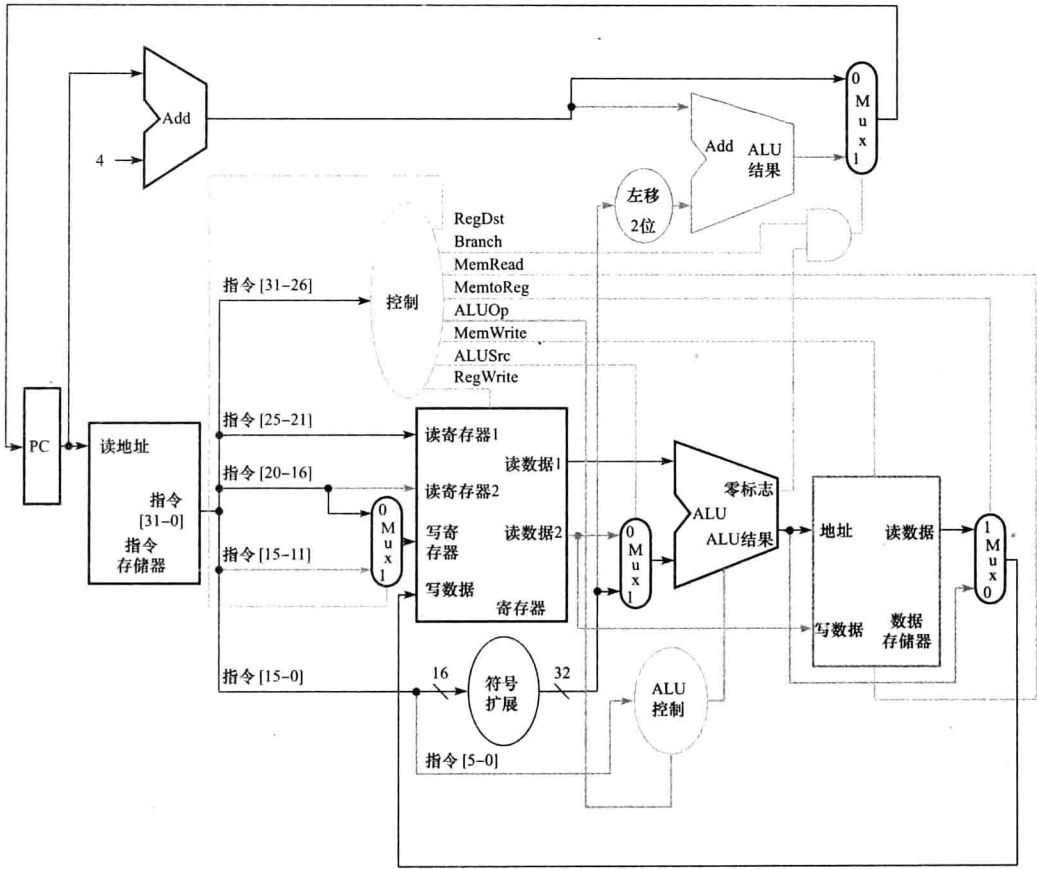 Add
4
0
M
u
x
1
Add
ALU
结果
左移
2位
RegDst
Branch
MemRead
MemtoReg
ALUOp
MemWrite
ALUSrc
RegWrite
控制
指令 [31-26]
指令 [25-21]
指令 [20-16]
指令 [15-11]
指令 [15-0]
指令 [5-0]
PC
读地址
指令
[31-0]
指令
存储器
0
M
u
x
1
读寄存器1
读寄存器2
写寄
存器
写数据
读数据1
读数据2
寄存器
0
M
u
x
1
零标志
ALU
ALU结果
地址
读数据
写数据
数据
存储器
1
M
u
x
0
16
符号
扩展
32
ALU
控制